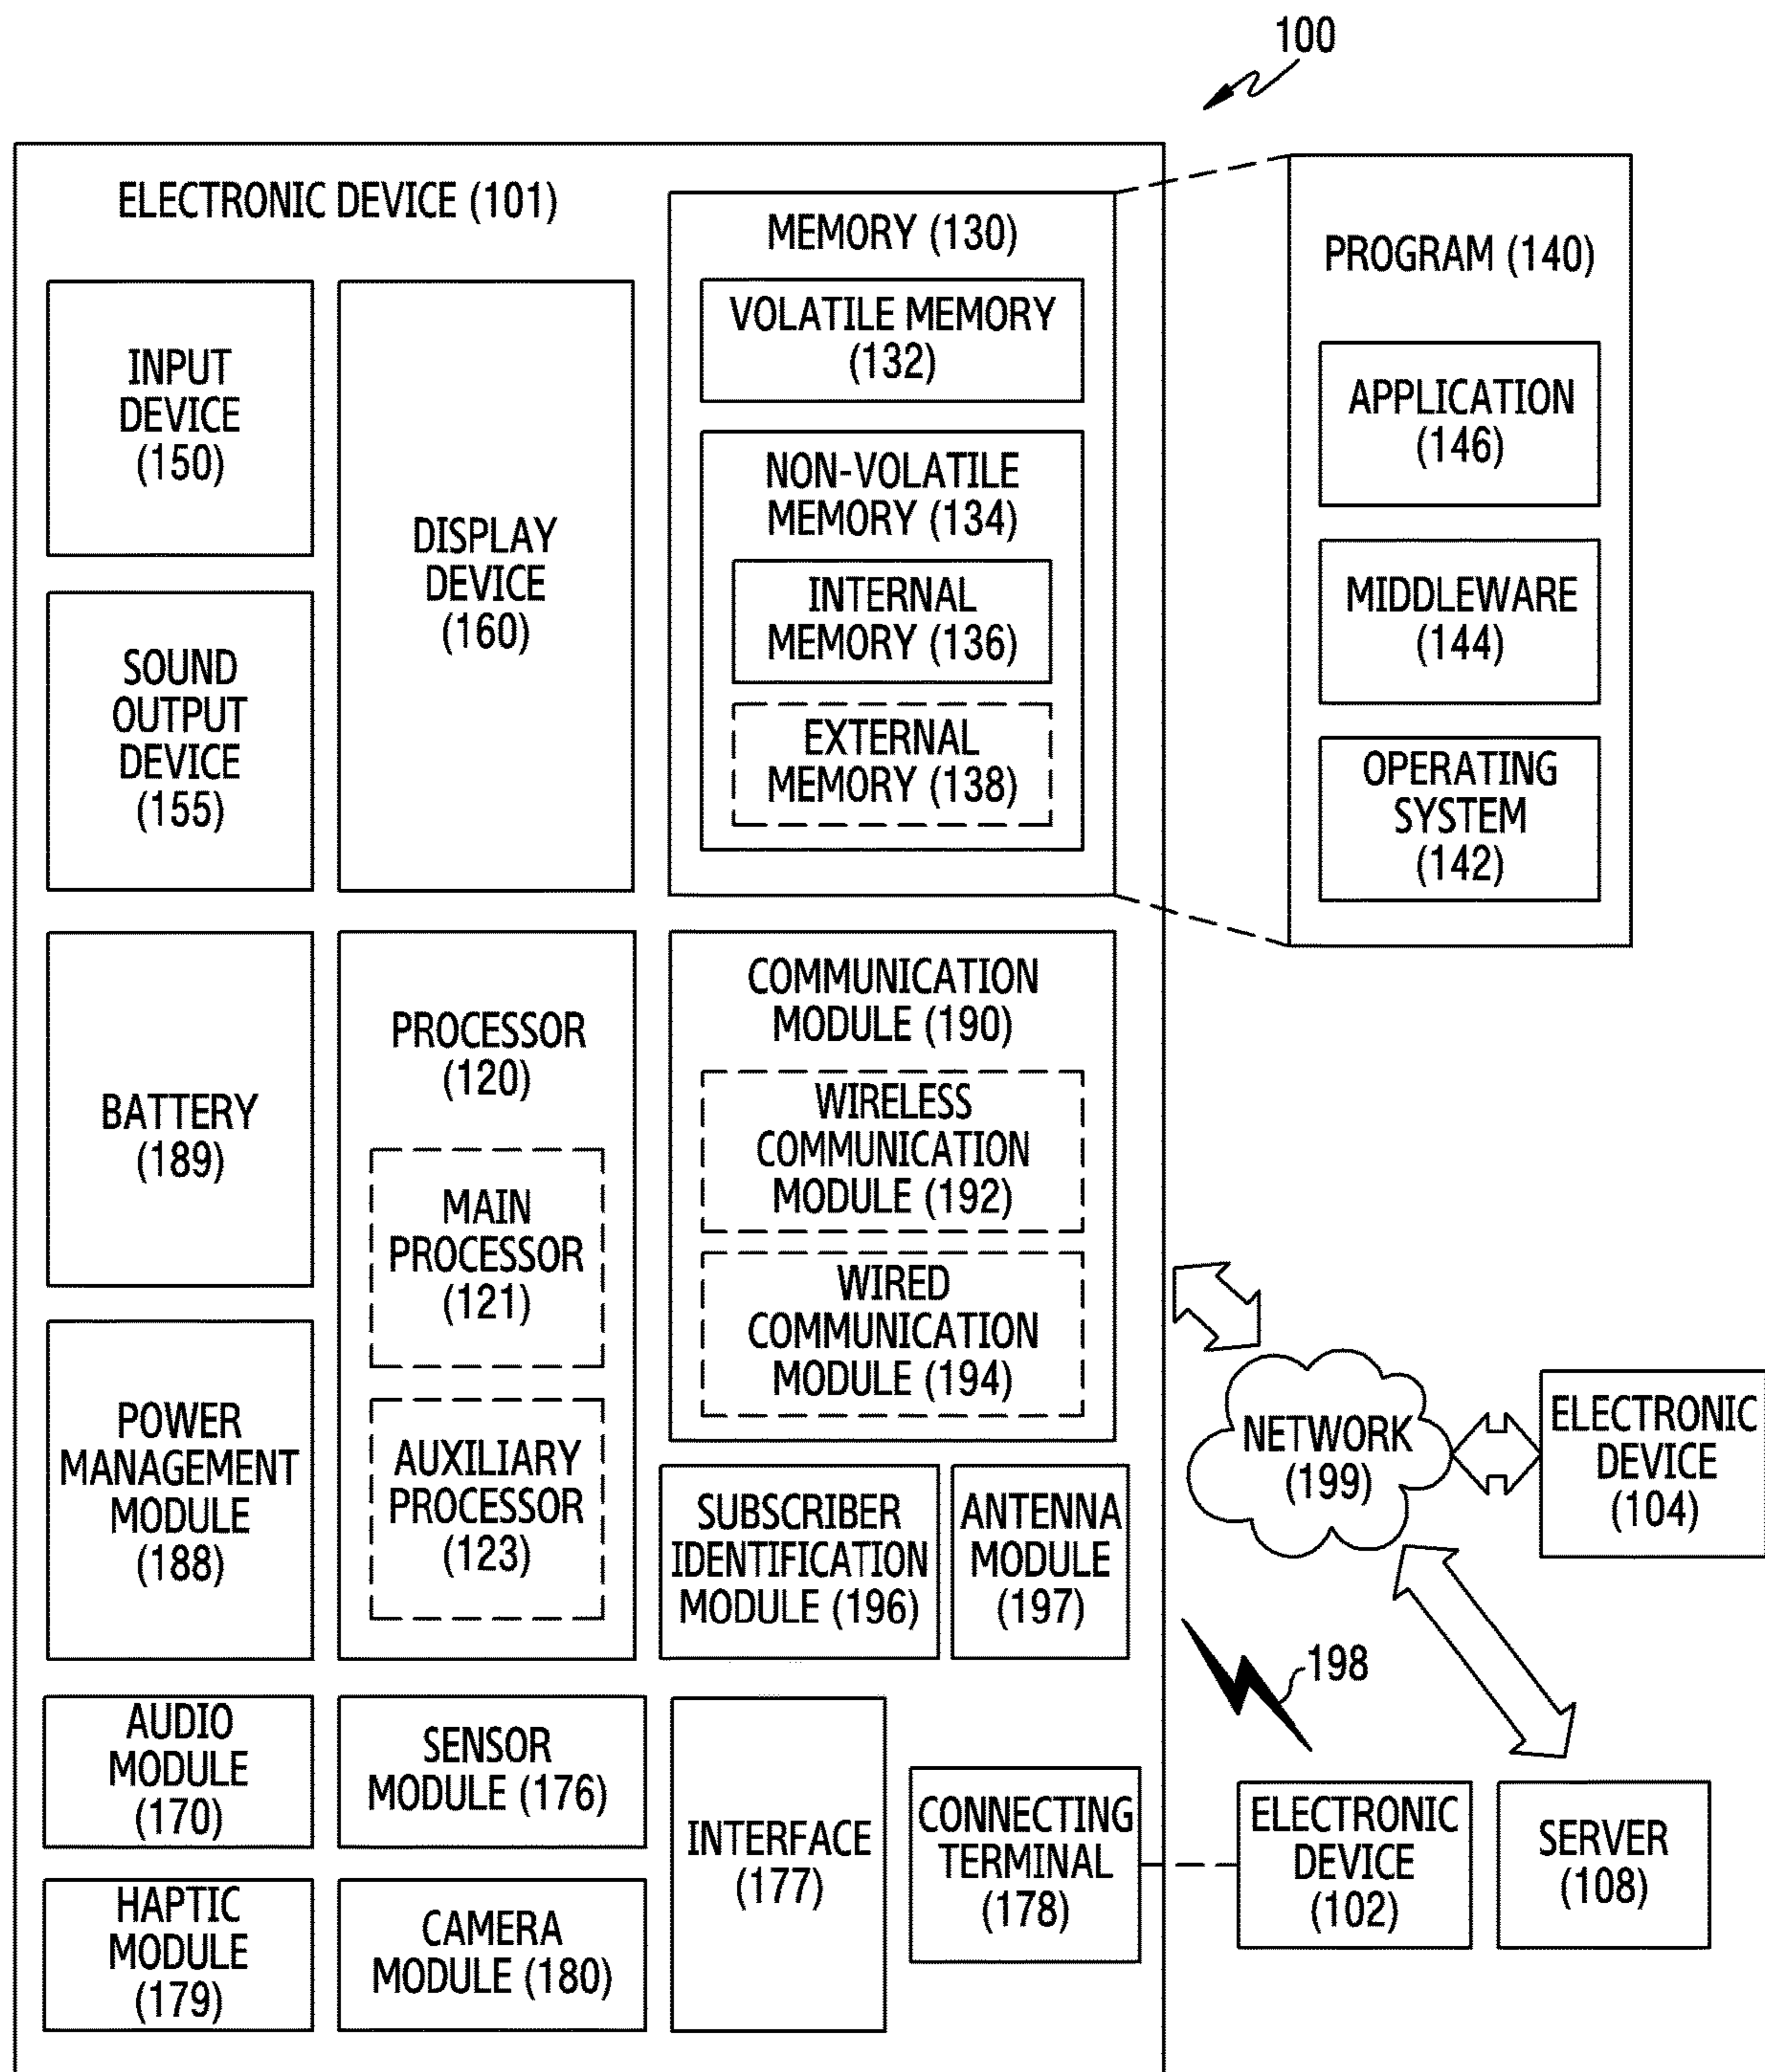 100
ELECTRONIC DEVICE (101)
INPUT
DEVICE
(150)
SOUND
OUTPUT
DEVICE
(155)
DISPLAY
DEVICE
(160)
MEMORY (130)
VOLATILE MEMORY
(132)
NON-VOLATILE
MEMORY (134)
INTERNAL
MEMORY (136)
EXTERNAL
MEMORY (138)
PROGRAM (140)
APPLICATION
(146)
MIDDLEWARE
(144)
OPERATING
SYSTEM
(142)
BATTERY
(189)
POWER
MANAGEMENT
MODULE
(188)
PROCESSOR
(120)
MAIN
PROCESSOR
(121)
AUXILIARY
PROCESSOR
(123)
COMMUNICATION
MODULE (190)
WIRELESS
COMMUNICATION
MODULE (192)
WIRED
COMMUNICATION
MODULE (194)
SUBSCRIBER
IDENTIFICATION
MODULE (196)
ANTENNA
MODULE
(197)
NETWORK
(199)
ELECTRONIC
DEVICE
(104)
198
AUDIO
MODULE
(170)
SENSOR
MODULE (176)
HAPTIC
MODULE
(179)
CAMERA
MODULE (180)
INTERFACE
(177)
CONNECTING
TERMINAL
(178)
ELECTRONIC
DEVICE
(102)
SERVER
(108)